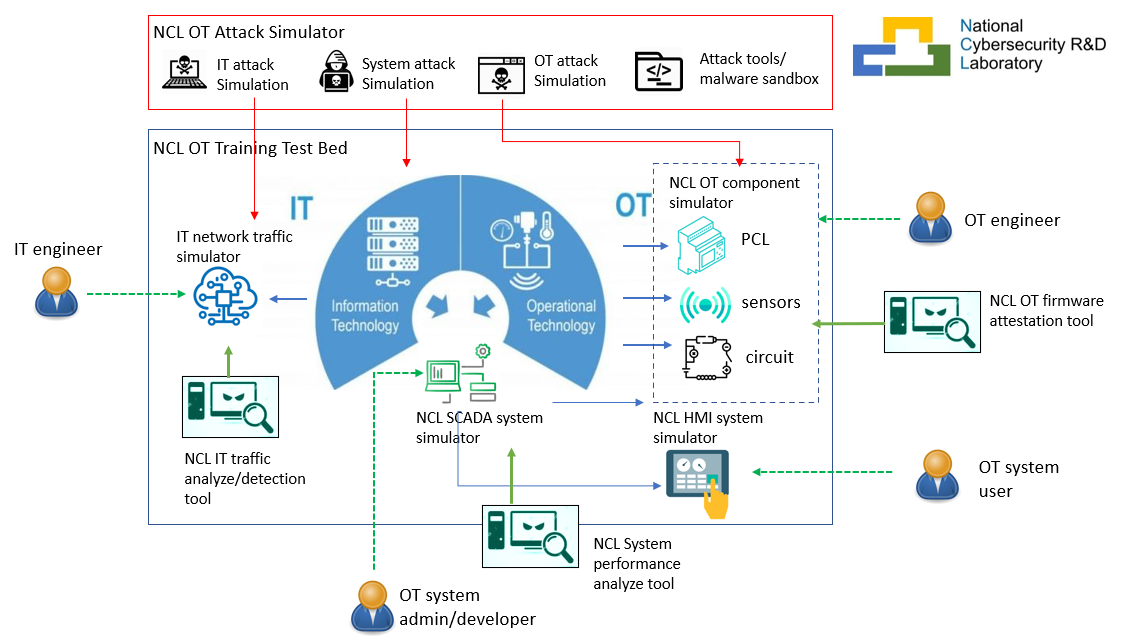 NCL OT Attack Simulator
IT attack
Simulation
System attack
Simulation
OT attack
Simulation
Attack tools/
malware sandbox
National
Cybersecurity R&D
Laboratory
NCL OT Training Test Bed
IT
OT
NCL OT component
simulator
PCL
sensors
circuit
IT network traffic
simulator
Information
Technology
Operational
Technology
IT engineer
OT engineer
NCL OT firmware
attestation tool
NCL SCADA system
simulator
NCL HMI system
simulator
NCL IT traffic
analyze/detection
tool
OT system
user
NCL System
performance
analyze tool
OT system
admin/developer